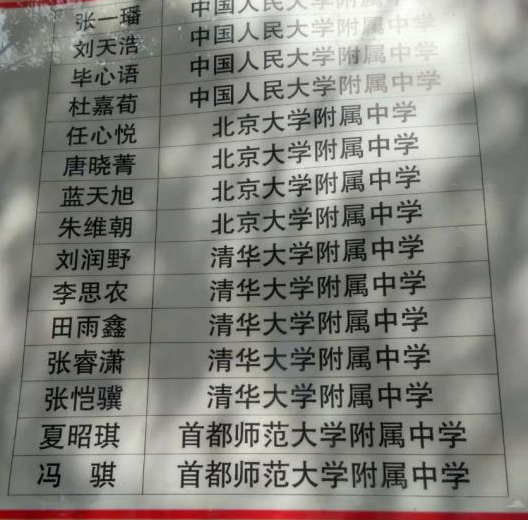 张一璠 中国人民大学附属中学
刘天浩 中国人民大学附属中学
毕心语 中国人民大学附属中学
杜嘉荀 中国人民大学附属中学
任心悦 北京大学附属中学
唐晓菁 北京大学附属中学
蓝天旭 北京大学附属中学
朱维朝 北京大学附属中学
刘润野 清华大学附属中学
李思农 清华大学附属中学
田雨鑫 清华大学附属中学
张睿潇 清华大学附属中学
张恺骥 清华大学附属中学
夏昭琪 首都师范大学附属中学
冯 骐 首都师范大学附属中学